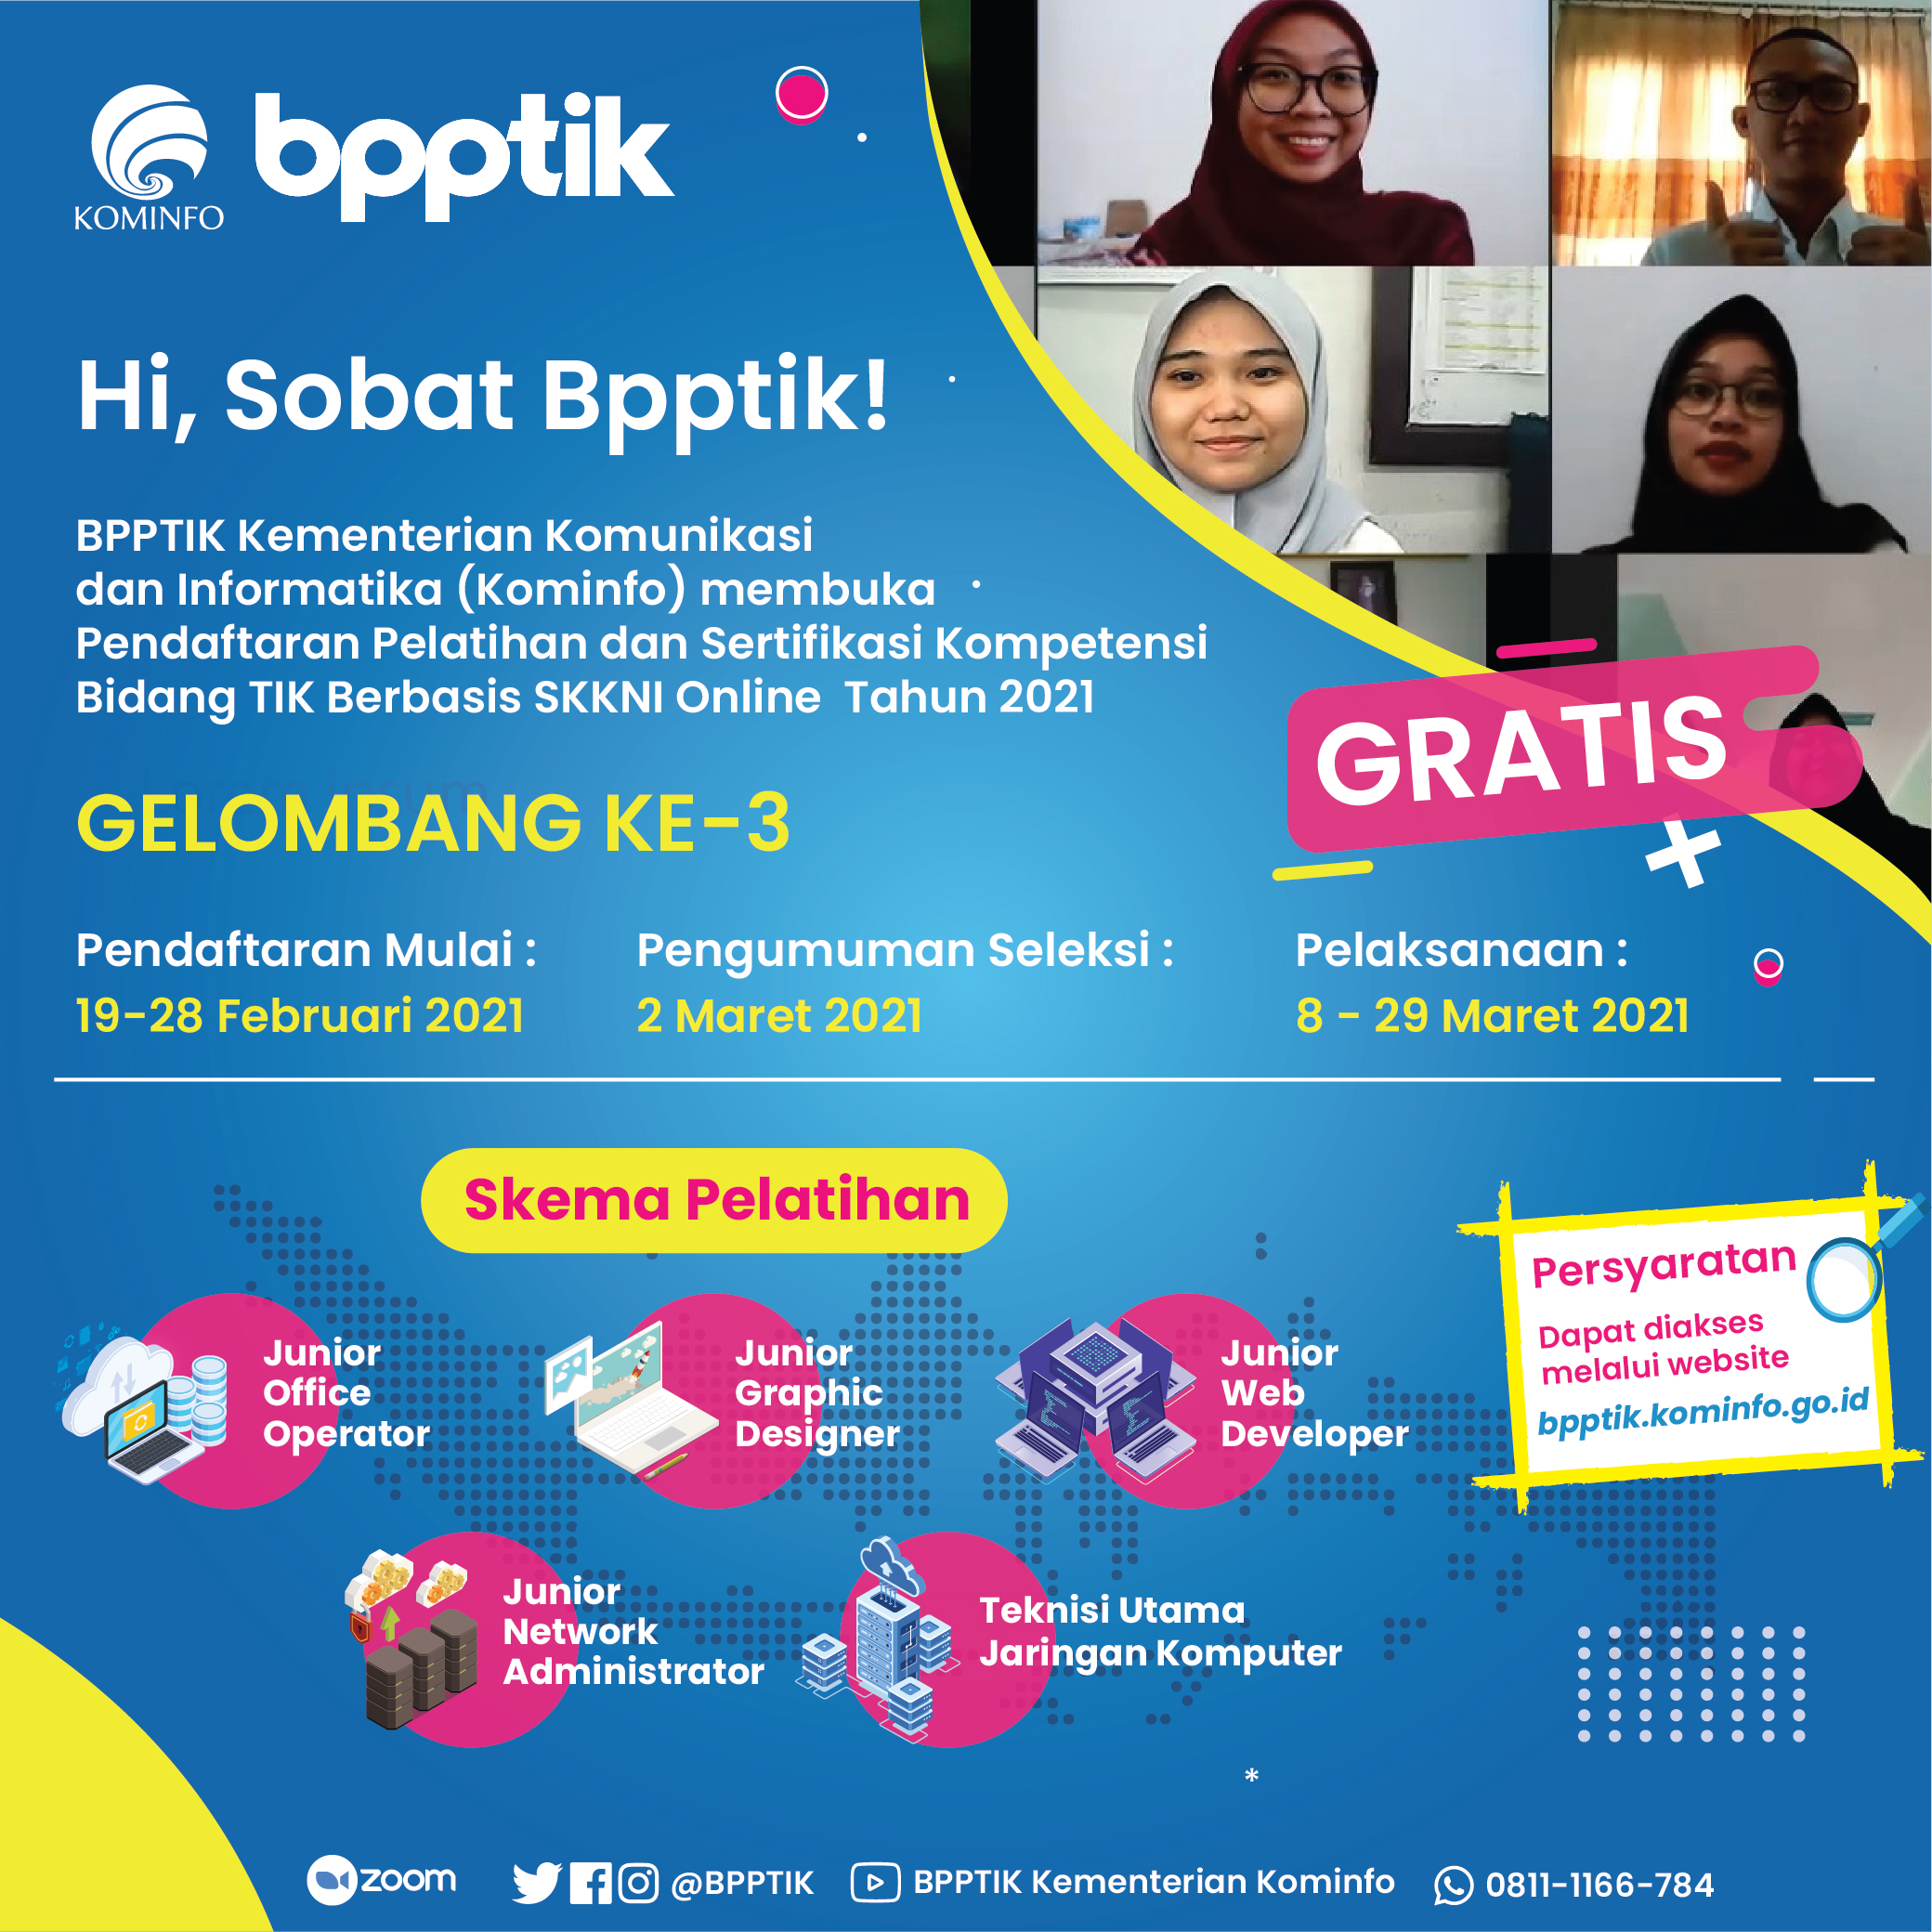 KOMINFO
bpptik
Hi, Sobat Bpptik!
BPPTIK Kementerian Komunikasi
dan Informatika (Kominfo) membuka
Pendaftaran Pelatihan dan Sertifikasi Kompetensi
Bidang TIK Berbasis SKKNI Online Tahun 2021
GRATIS
GELOMBANG KE-3
Pendaftaran Mulai :
19-28 Februari 2021
Pengumuman Seleksi :
2 Maret 2021
Pelaksanaan :
8 - 29 Maret 2021
Skema Pelatihan
Junior
Office
Operator
Junior
Graphic
Designer
Junior
Web
Developer
Junior
Network
Administrator
Teknisi Utama
Jaringan Komputer
Persyaratan
Dapat diakses
melalui website
bpptik.kominfo.go.id
*
zoom
@BPPTIK
BPPTIK Kementerian Kominfo
0811-1166-784